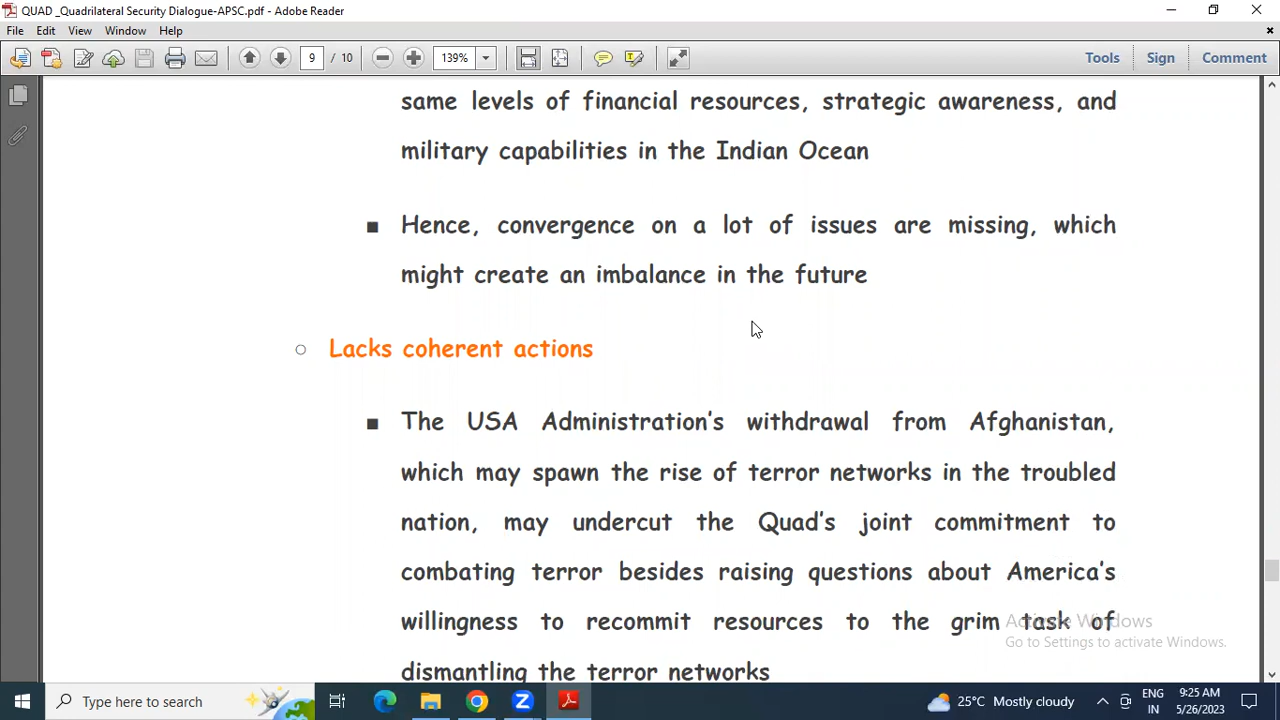 QUAD _Quadrilateral Security Dialogue-APSC.pdf - Adobe Reader
File Edit View Window Help
9 / 10 139% Tools Sign Comment
same levels of financial resources, strategic awareness, and
military capabilities in the Indian Ocean
Hence, convergence on a lot of issues are missing, which
might create an imbalance in the future
Lacks coherent actions
The USA Administration's withdrawal from Afghanistan,
which may spawn the rise of terror networks in the troubled
nation, may undercut the Quad's joint commitment to
combating terror besides raising questions about America's
willingness to recommit resources to the grim task of
dismantling the terror networks
Activate Windows
Go to Settings to activate Windows.
Type here to search
25°C Mostly cloudy
ENG
IN
9:25 AM
5/26/2023